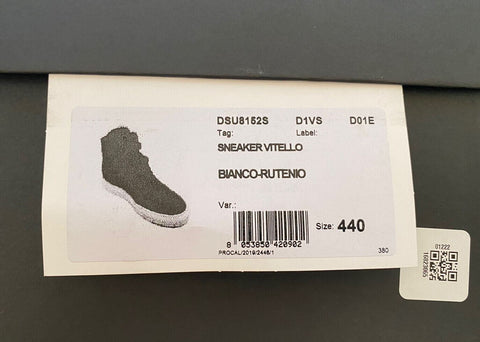 DSU8152S D1VS D01E
Tag: Label:
SNEAKER VITELLO
BIANCO-RUTENIO
Var.:
Size: 440
8 053850 420902
PROCAL/2019/2446/1
380
01222